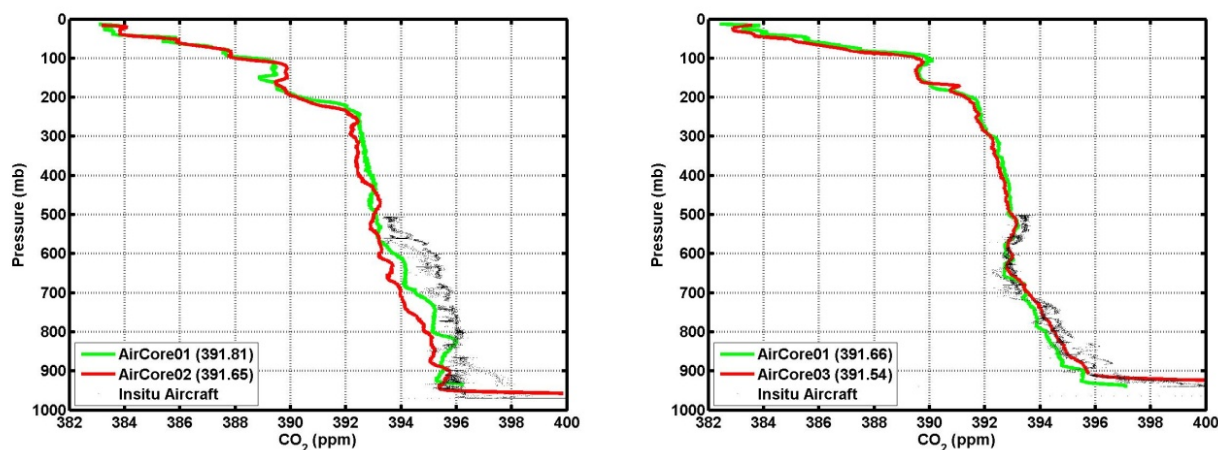 0
100
200
300
400
500
600
700
800
900
1000
Pressure (mb)
AirCore01 (391.81)
AirCore02 (391.65)
Insitu Aircraft
382 384 386 388 390 392 394 396 398 400
CO₂ (ppm)
0
100
200
300
400
500
600
700
800
900
1000
Pressure (mb)
AirCore01 (391.66)
AirCore03 (391.54)
Insitu Aircraft
382 384 386 388 390 392 394 396 398 400
CO₂ (ppm)